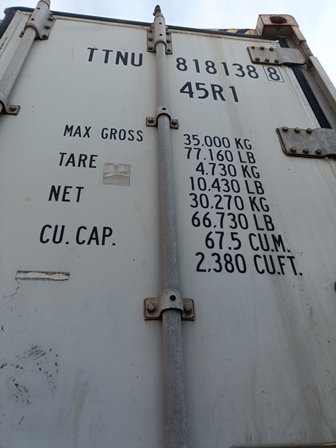 TTNU 818138 8
45R1
MAX GROSS 35,000 KG
77,160 LB
TARE 4,730 KG
10,430 LB
NET 30,270 KG
66,730 LB
CU. CAP. 67.5 CU.M.
2,380 CU.FT.